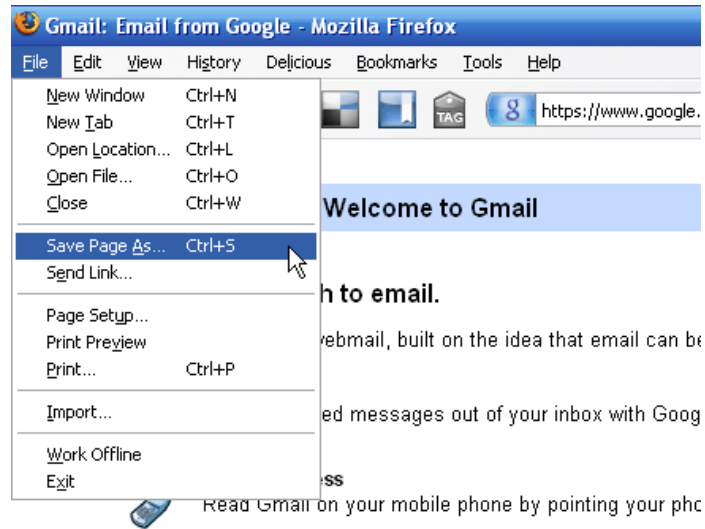 Gmail: Email from Google - Mozilla Firefox
File Edit View History Delicious Bookmarks Tools Help
New Window Ctrl+N
New Tab Ctrl+T
TAG g https://www.google.
Open Location... Ctrl+L
Open File... Ctrl+O
Close Ctrl+W
Welcome to Gmail
Save Page As... Ctrl+S
Send Link...
h to email.
Page Setup...
Print Preview
ebmail, built on the idea that email can be
Print... Ctrl+P
Import...
ed messages out of your inbox with Goog
Work Offline
Exit
ss
Read Gmail on your mobile phone by pointing your pho